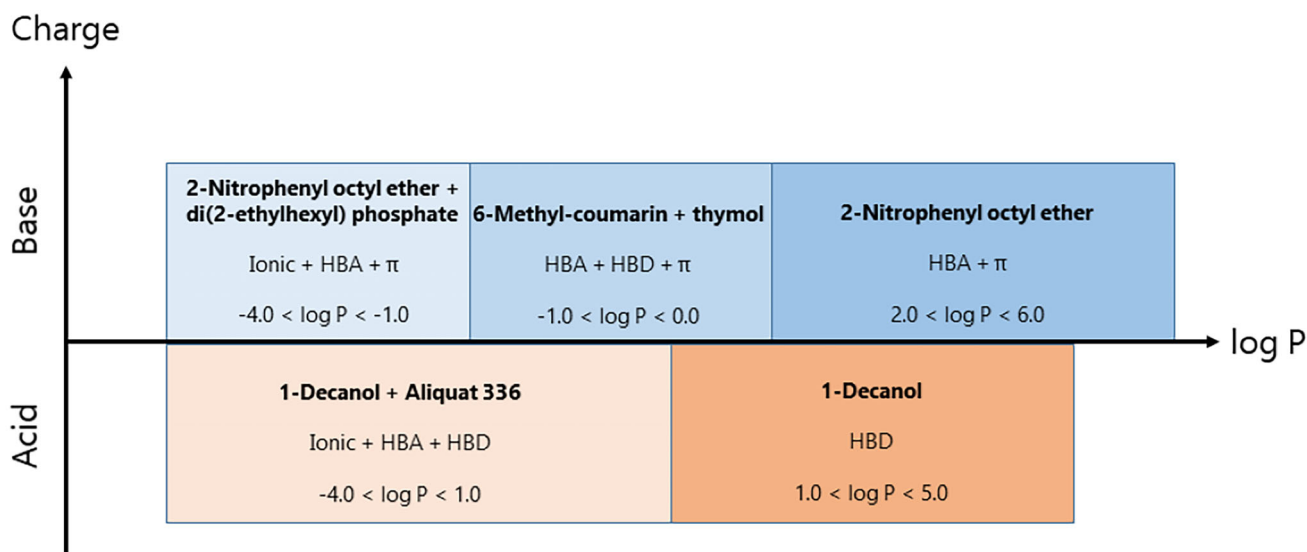 Charge
Base
2-Nitrophenyl octyl ether +
di(2-ethylhexyl) phosphate
Ionic + HBA + π
-4.0 < log P < -1.0
6-Methyl-coumarin + thymol
HBA + HBD + π
-1.0 < log P < 0.0
2-Nitrophenyl octyl ether
HBA + π
2.0 < log P < 6.0
log P
Acid
1-Decanol + Aliquat 336
Ionic + HBA + HBD
-4.0 < log P < 1.0
1-Decanol
HBD
1.0 < log P < 5.0